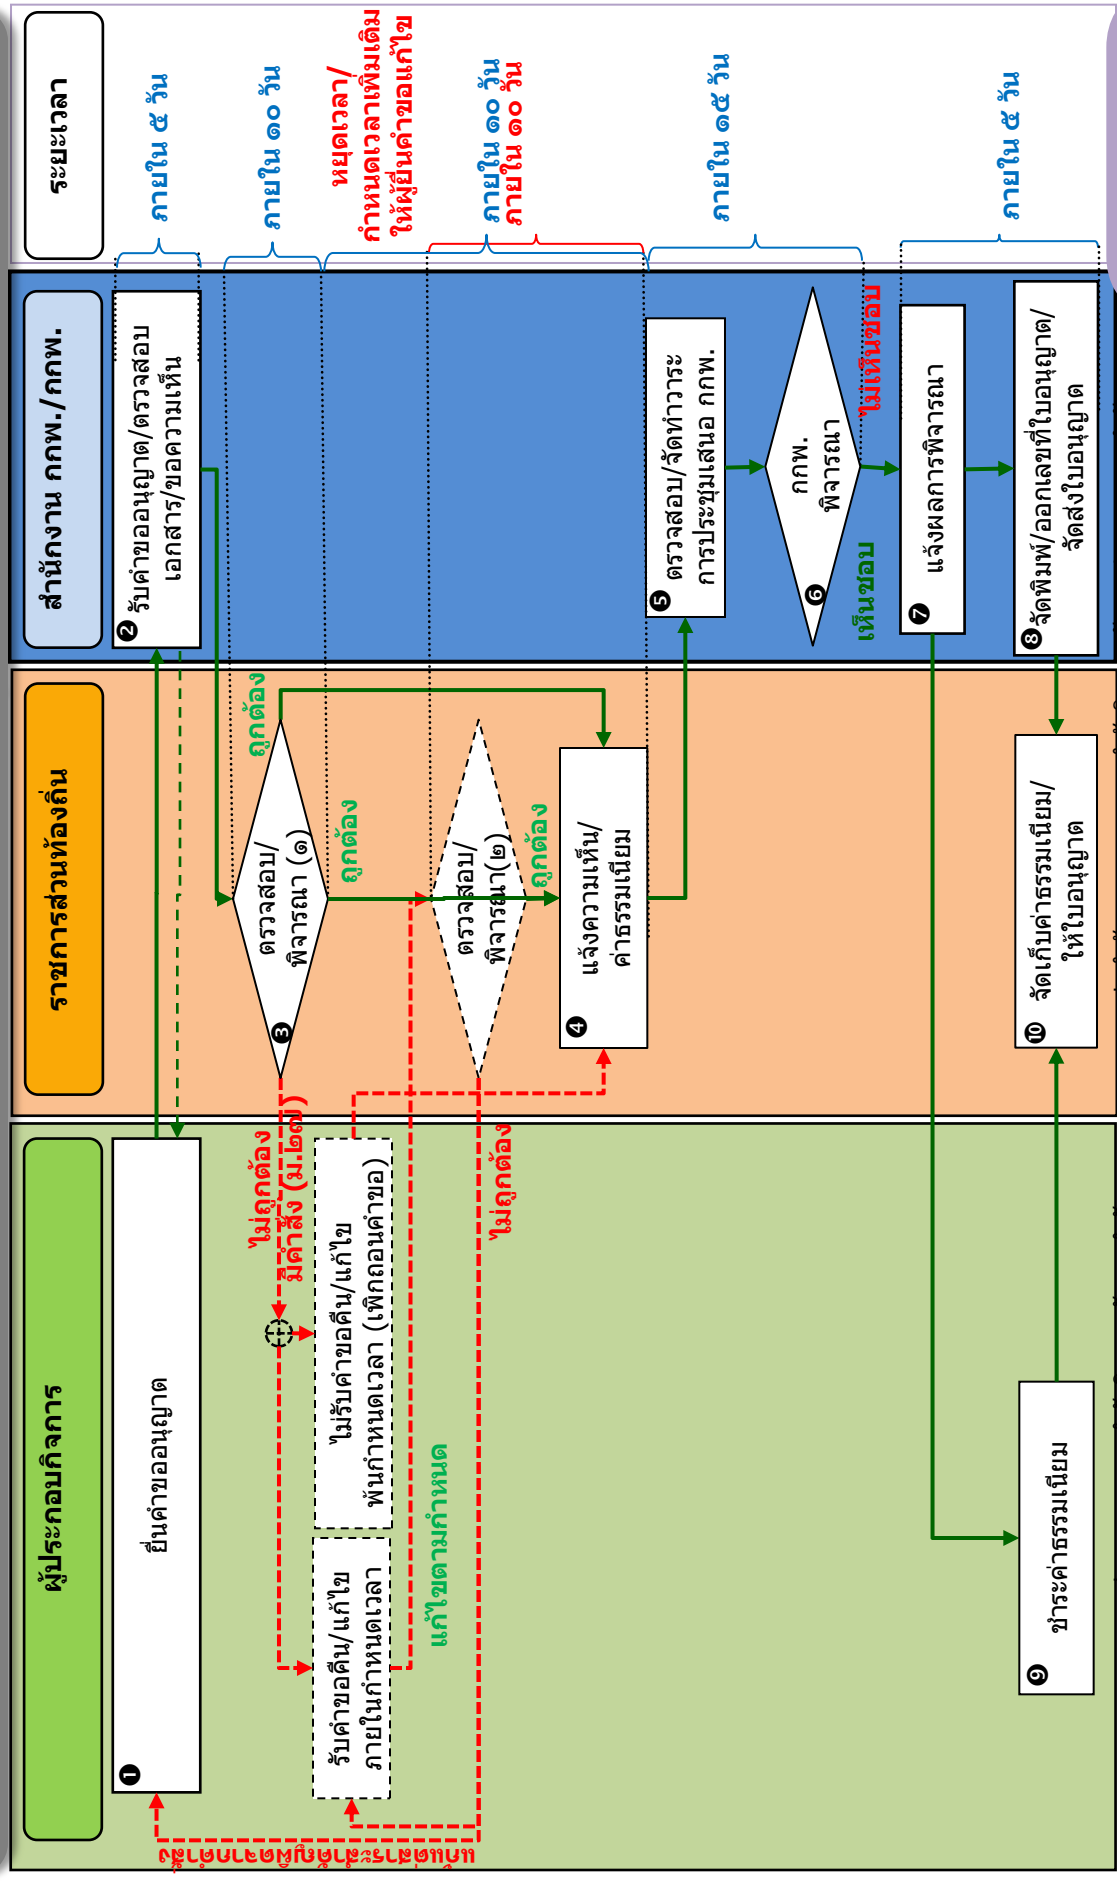 ผู้ประกอบกิจการ
ราชการส่วนท้องถิ่น
สำนักงาน กกพ./กกพ.
ระยะเวลา
❶
ยื่นคำขออนุญาต
❷
รับคำขออนุญาต/ตรวจสอบ
เอกสาร/ขอความเห็น
ภายใน ๕ วัน
❸
ตรวจสอบ/
พิจารณา (๑)
ถูกต้อง
ถูกต้อง
ภายใน ๑๐ วัน
ไม่ถูกต้อง
มีคำสั่ง (ม.๒๗)
รับคำขอคืน/แก้ไข
ภายในกำหนดเวลา
ไม่รับคำขอคืน/แก้ไข
พ้นกำหนดเวลา (เพิกถอนคำขอ)
แก้ไขตามกำหนด
หยุดเวลา/
กำหนดเวลาเพิ่มเติม
ให้ผู้ยื่นคำขอแก้ไข
ตรวจสอบ/
พิจารณา(๒)
ถูกต้อง
ไม่ถูกต้อง
ภายใน ๑๐ วัน
ภายใน ๑๐ วัน
❹
แจ้งความเห็น/
ค่าธรรมเนียม
❺
ตรวจสอบ/จัดทำวาระ
การประชุมเสนอ กกพ.
ภายใน ๑๕ วัน
❻
กกพ.
พิจารณา
เห็นชอบ
ไม่เห็นชอบ
❼
แจ้งผลการพิจารณา
ภายใน ๕ วัน
❽
จัดพิมพ์/ออกเลขที่ใบอนุญาต/
จัดส่งใบอนุญาต
❾
ชำระค่าธรรมเนียม
❿
จัดเก็บค่าธรรมเนียม/
ให้ใบอนุญาต